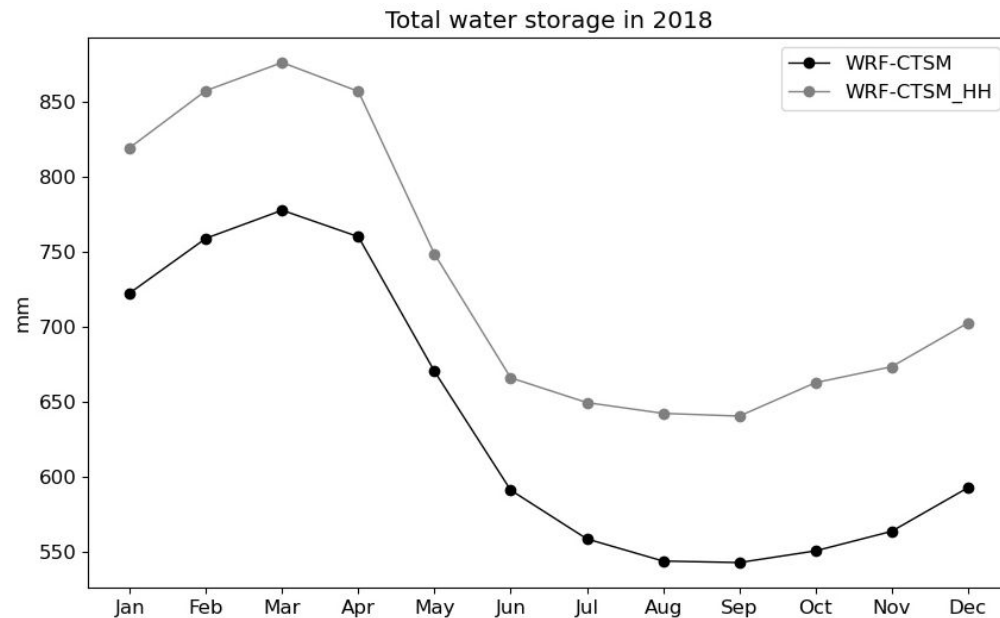 Total water storage in 2018
WRF-CTSM
WRF-CTSM_HH
850
800
750
700
650
600
550
mm
Jan Feb Mar Apr May Jun Jul Aug Sep Oct Nov Dec